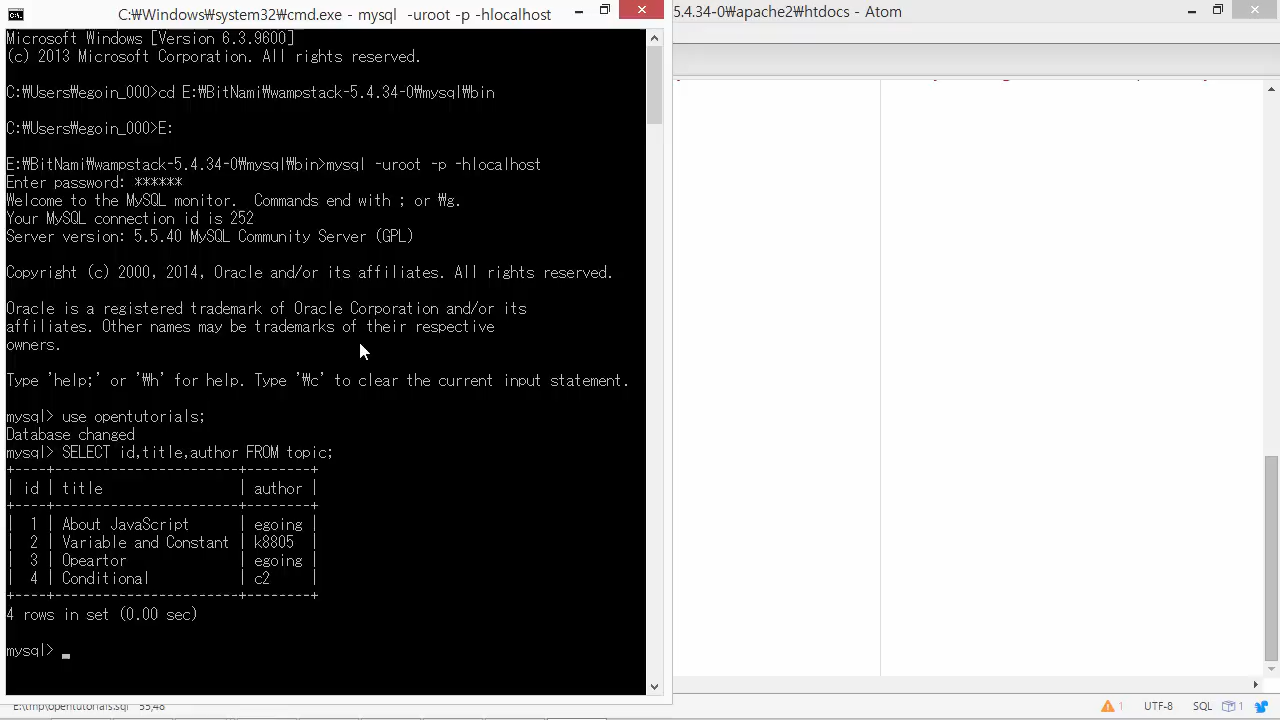 C:₩Windows₩system32₩cmd.exe - mysql  -uroot -p -hlocalhost
5.4.34-0₩apache2₩htdocs - Atom
Microsoft Windows [Version 6.3.9600]
(c) 2013 Microsoft Corporation. All rights reserved.
C:₩Users₩egoin_000>cd E:₩BitNami₩wampstack-5.4.34-0₩mysql₩bin
C:₩Users₩egoin_000>E:
E:₩BitNami₩wampstack-5.4.34-0₩mysql₩bin>mysql -uroot -p -hlocalhost
Enter password: ******
Welcome to the MySQL monitor.  Commands end with ; or ₩g.
Your MySQL connection id is 252
Server version: 5.5.40 MySQL Community Server (GPL)
Copyright (c) 2000, 2014, Oracle and/or its affiliates. All rights reserved.
Oracle is a registered trademark of Oracle Corporation and/or its
affiliates. Other names may be trademarks of their respective
owners.
Type 'help;' or '₩h' for help. Type '₩c' to clear the current input statement.
mysql> use opentutorials;
Database changed
mysql> SELECT id,title,author FROM topic;
+----+-----------------------+--------+
| id | title                 | author |
+----+-----------------------+--------+
|  1 | About JavaScript      | egoing |
|  2 | Variable and Constant | k8805  |
|  3 | Opeartor              | egoing |
|  4 | Conditional           | c2     |
+----+-----------------------+--------+
4 rows in set (0.00 sec)
mysql>
E:\tmp\opentutorials.sql  55,48
1 UTF-8 SQL 1